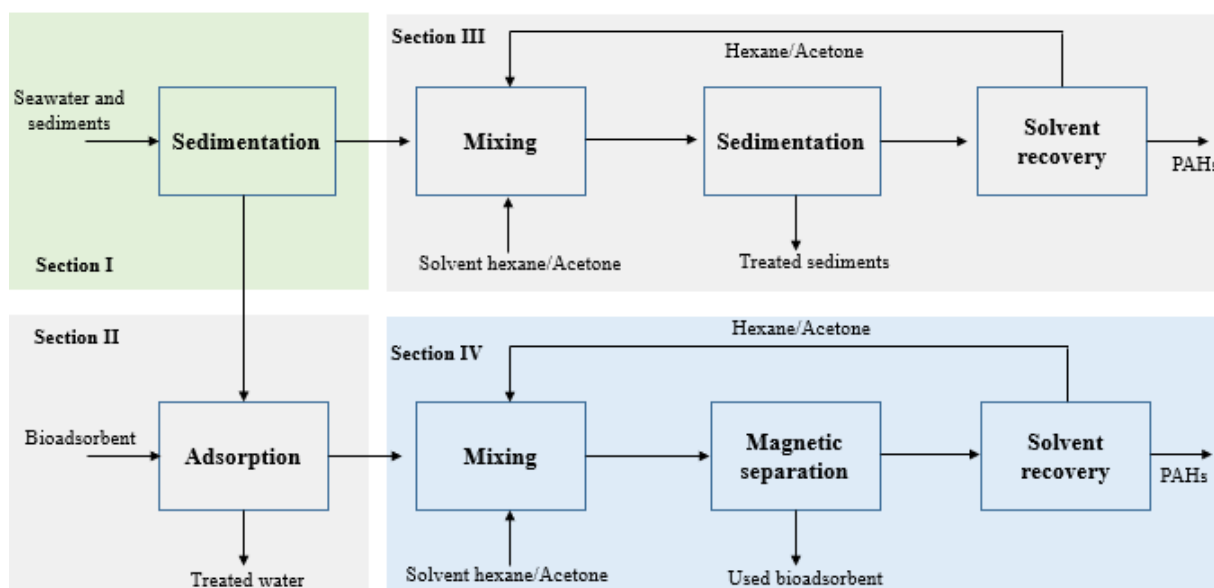 Section III
Hexane/Acetone
Seawater and
sediments
Sedimentation
Mixing
Sedimentation
Solvent
recovery
PAHs
Section I
Solvent hexane/Acetone
Treated sediments
Section II
Hexane/Acetone
Section IV
Bioadsorbent
Adsorption
Mixing
Magnetic
separation
Solvent
recovery
PAHs
Treated water
Solvent hexane/Acetone
Used bioadsorbent